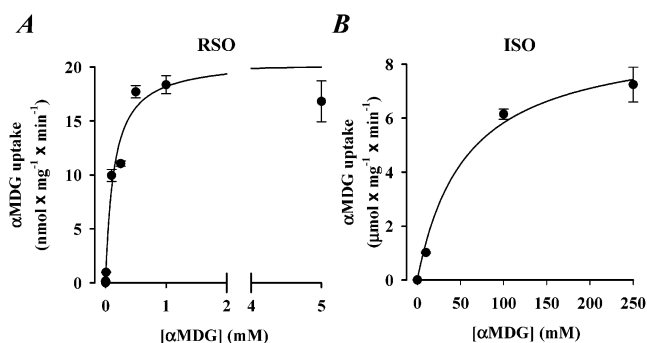 A
RSO
αMDG uptake
(nmol x mg⁻¹ x min⁻¹)
20
15
10
5
0
0 1 2 4 5
[αMDG] (mM)
B
ISO
αMDG uptake
(μmol x mg⁻¹ x min⁻¹)
8
6
4
2
0
0 50 100 150 200 250
[αMDG] (mM)